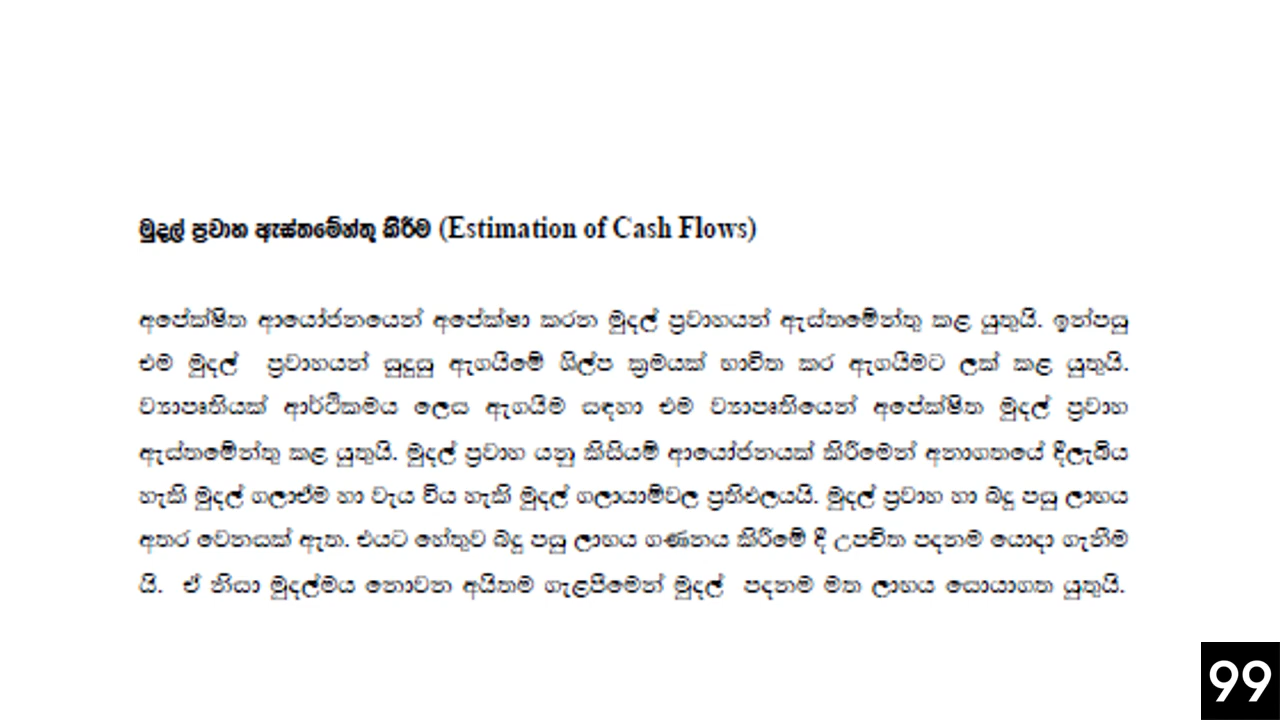 මුදල් ප්‍රවාහ ඇස්තමේන්තු කිරීම (Estimation of Cash Flows)
අපේක්ෂිත ආයෝජනයෙන් අපේක්ෂා කරන මුදල් ප්‍රවාහයන් ඇස්තමේන්තු කළ යුතුයි. ඉන්පසු
එම මුදල් ප්‍රවාහයන් සුදුසු ඇගයීමේ ශිල්ප ක්‍රමයක් භාවිත කර ඇගයීමට ලක් කළ යුතුයි.
ව්‍යාපෘතියක් ආර්ථිකමය ලෙස ඇගයීම සඳහා එම ව්‍යාපෘතියෙන් අපේක්ෂිත මුදල් ප්‍රවාහ
ඇස්තමේන්තු කළ යුතුයි. මුදල් ප්‍රවාහ යනු කිසියම් ආයෝජනයක් කිරීමෙන් අනාගතයේ දීලැබිය
හැකි මුදල් ගලාඒම හා වැය විය හැකි මුදල් ගලායාම්වල ප්‍රතිඵලයයි. මුදල් ප්‍රවාහ හා බදු පසු ලාභය
අතර වෙනසක් ඇත. එයට හේතුව බදු පසු ලාභය ගණනය කිරීමේ දී උපචිත පදනම යොදා ගැනීම
යි. ඒ නිසා මුදල්මය නොවන අයිතම ගැළපීමෙන් මුදල් පදනම මත ලාභය සොයාගත යුතුයි.
99